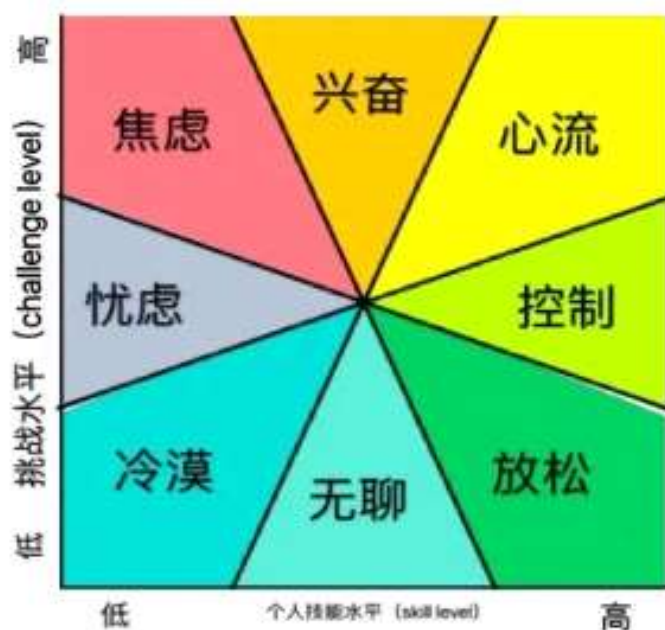 高
挑战水平 (challenge level)
低
焦虑
兴奋
心流
忧虑
控制
冷漠
无聊
放松
低
个人技能水平 (skill level)
高